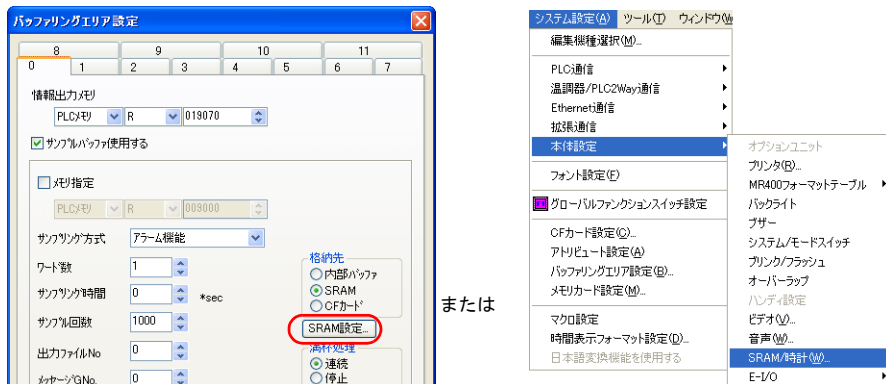 バッファリングエリア設定
8 9 10 11
0 1 2 3 4 5 6 7
情報出力メモリ
PLCメモリ R 019070
サンプルバッファ使用する
メモリ指定
PLCメモリ R 009000
サンプリング方式 アラーム機能
ワード数 1
サンプリング時間 0 *sec
サンプル回数 1000
出力ファイルNo 0
メッセージGNo. 0
格納先
内部バッファ
SRAM
CFカード
SRAM設定...
満杯処理
連続
停止
または
システム設定(A) ツール(T) ウィンドウ(W
編集機種選択(M)...
PLC通信
温調器/PLC2Way通信
Ethernet通信
拡張通信
本体設定
フォント設定(F)
グローバルファンクションスイッチ設定
CFカード設定(C)...
アトリビュート設定(A)
バッファリングエリア設定(B)...
メモリカード設定(M)...
マクロ設定
時間表示フォーマット設定(D)...
日本語変換機能を使用する
オプションユニット
プリンタ(R)...
MR400フォーマットテーブル
バックライト
ブザー
システム/モードスイッチ
ブリンク/フラッシュ
オーバーラップ
ハンディ設定
ビデオ(V)...
音声(W)...
SRAM/時計(W)...
E-I/O